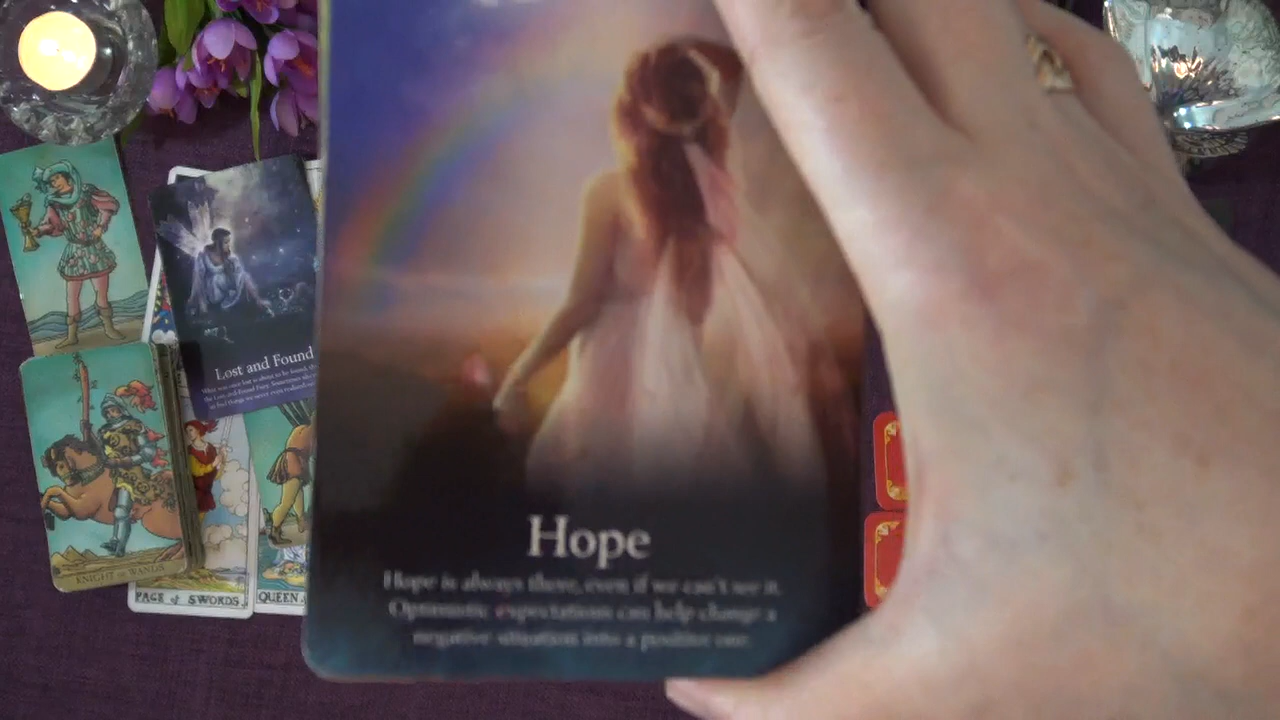 Lost and Found
Hope
Hope is always there, even if we can't see it.
Optimistic expectations can help change a
negative situation into a positive one.
KNIGHT of WANDS
PAGE of SWORDS.
QUEEN